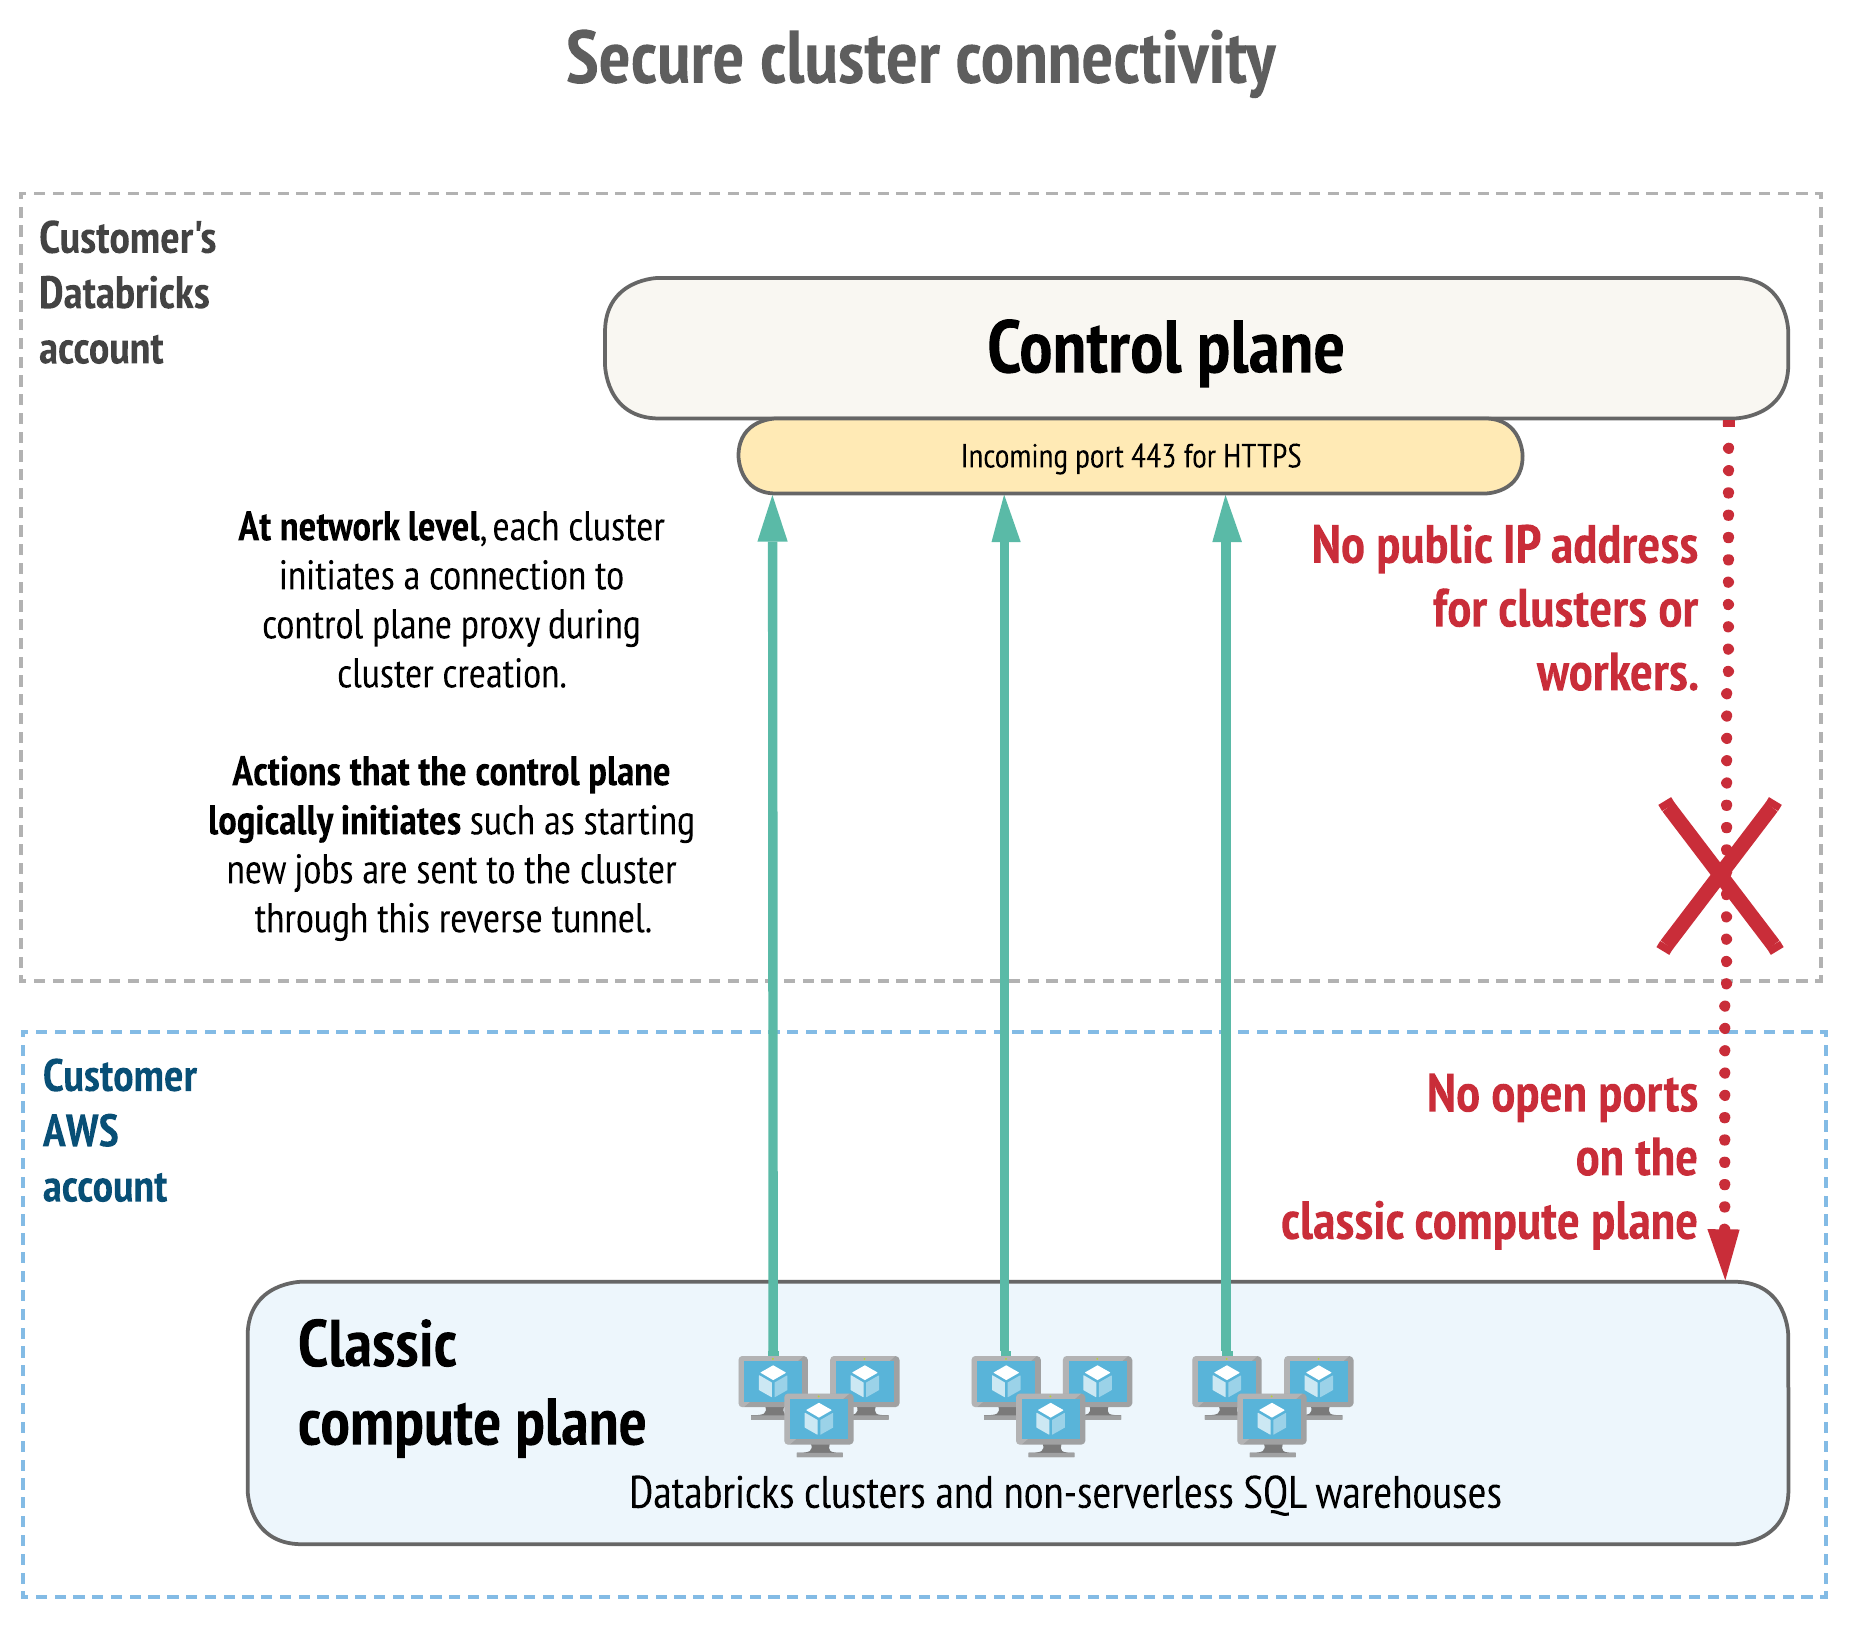 Secure cluster connectivity
Customer's
Databricks
account
Control plane
Incoming port 443 for HTTPS
At network level, each cluster
initiates a connection to
control plane proxy during
cluster creation.
Actions that the control plane
logically initiates such as starting
new jobs are sent to the cluster
through this reverse tunnel.
No public IP address
for clusters or
workers.
Customer
AWS
account
No open ports
on the
classic compute plane
Classic
compute plane
Databricks clusters and non-serverless SQL warehouses